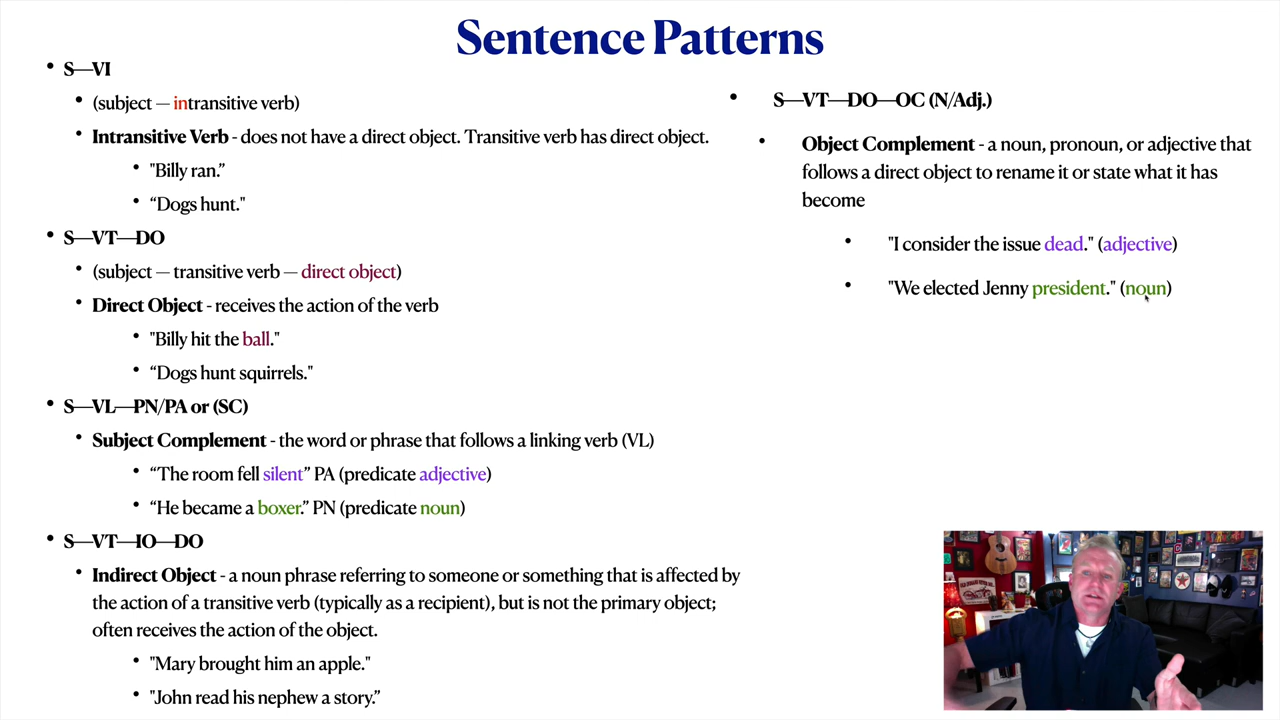 Sentence Patterns
• S—VI
• (subject — intransitive verb)
• Intransitive Verb - does not have a direct object. Transitive verb has direct object.
• "Billy ran.”
• “Dogs hunt."
• S—VT—DO
• (subject — transitive verb — direct object)
• Direct Object - receives the action of the verb
• "Billy hit the ball."
• “Dogs hunt squirrels."
• S—VL—PN/PA or (SC)
• Subject Complement - the word or phrase that follows a linking verb (VL)
• “The room fell silent” PA (predicate adjective)
• “He became a boxer.” PN (predicate noun)
• S—VT—IO—DO
• Indirect Object - a noun phrase referring to someone or something that is affected by
the action of a transitive verb (typically as a recipient), but is not the primary object;
often receives the action of the object.
• "Mary brought him an apple."
• "John read his nephew a story.”
• S—VT—DO—OC (N/Adj.)
• Object Complement - a noun, pronoun, or adjective that
follows a direct object to rename it or state what it has
become
• "I consider the issue dead." (adjective)
• "We elected Jenny president." (noun)